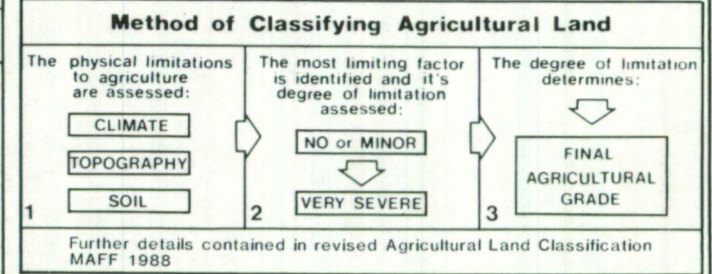 Method of Classifying Agricultural Land
The physical limitations
to agriculture
are assessed:
CLIMATE
TOPOGRAPHY
SOIL
1
The most limiting factor
is identified and it's
degree of limitation
assessed:
NO or MINOR
VERY SEVERE
2
The degree of limitation
determines:
FINAL
AGRICULTURAL
GRADE
3
Further details contained in revised Agricultural Land Classification
MAFF 1988